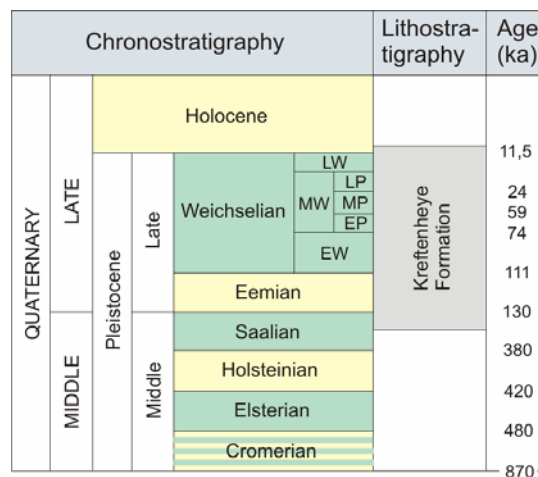 Chronostratigraphy
Lithostra-
tigraphy
Age
(ka)
QUATERNARY
LATE
MIDDLE
Pleistocene
Late
Middle
Holocene
Weichselian
LW
MW
LP
MP
EP
EW
Eemian
Saalian
Holsteinian
Elsterian
Cromerian
Kreftenheye
Formation
11,5
24
59
74
111
130
380
420
480
870